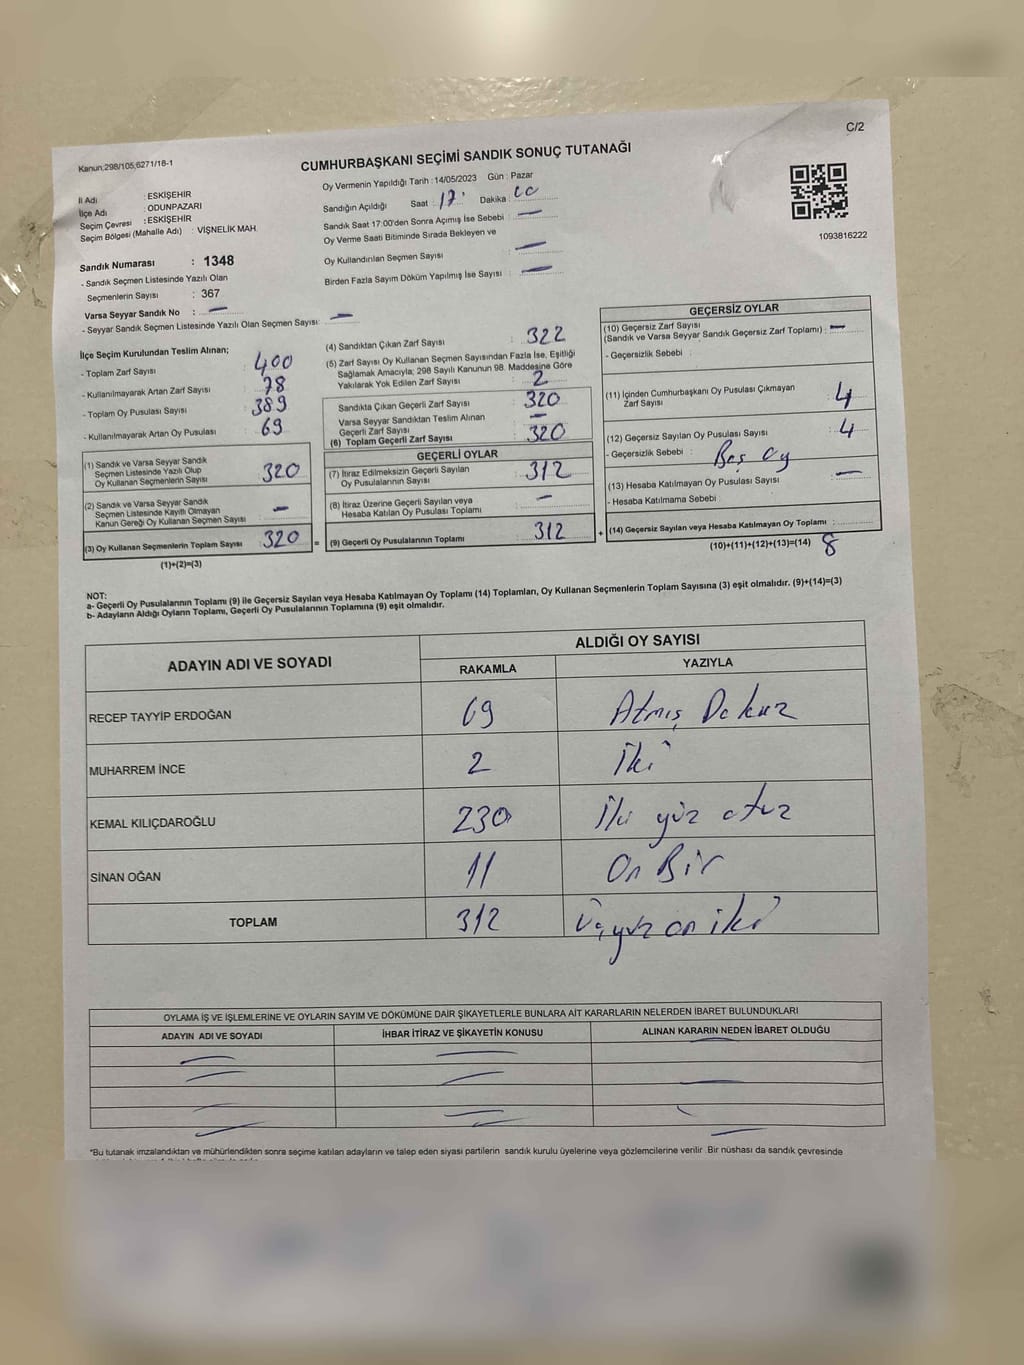 C/2
Kanun:298/105,6271/18-1
CUMHURBAŞKANI SEÇİMİ SANDIK SONUÇ TUTANAĞI
İl Adı : ESKİŞEHİR
İlçe Adı : ODUNPAZARI
Seçim Çevresi : ESKİŞEHİR
Seçim Bölgesi (Mahalle Adı) : VİŞNELİK MAH.
Sandık Numarası : 1348
- Sandık Seçmen Listesinde Yazılı Olan
Seçmenlerin Sayısı : 367
Varsa Seyyar Sandık No : —
- Seyyar Sandık Seçmen Listesinde Yazılı Olan Seçmen Sayısı: —
Oy Vermenin Yapıldığı Tarih : 14/05/2023 Gün : Pazar
Sandığın Açıldığı Saat : 17 Dakika : 00
Sandık Saat 17:00'den Sonra Açımış İse Sebebi : —
Oy Verme Saati Bitiminde Sırada Bekleyen ve
Oy Kullandırılan Seçmen Sayısı : —
Birden Fazla Sayım Döküm Yapılmış İse Sayısı : —
1093816222
İlçe Seçim Kurulundan Teslim Alınan;
- Toplam Zarf Sayısı : 400
- Kullanılmayarak Artan Zarf Sayısı : 78
- Toplam Oy Pusulası Sayısı : 389
- Kullanılmayarak Artan Oy Pusulası : 69
(1) Sandık ve Varsa Seyyar Sandık
Seçmen Listesinde Yazılı Olup
Oy Kullanan Seçmenlerin Sayısı : 320
(2) Sandık ve Varsa Seyyar Sandık
Seçmen Listesinde Kayıtlı Olmayan
Kanun Gereği Oy Kullanan Seçmen Sayısı : —
(3) Oy Kullanan Seçmenlerin Toplam Sayısı : 320 =
(1)+(2)=(3)
(4) Sandıktan Çıkan Zarf Sayısı : 322
(5) Zarf Sayısı Oy Kullanan Seçmen Sayısından Fazla İse, Eşitliği
Sağlamak Amacıyla; 298 Sayılı Kanunun 98. Maddesine Göre
Yakılarak Yok Edilen Zarf Sayısı : 2
Sandıkta Çıkan Geçerli Zarf Sayısı : 320
Varsa Seyyar Sandıktan Teslim Alınan
Geçerli Zarf Sayısı : —
(6) Toplam Geçerli Zarf Sayısı : 320
GEÇERLİ OYLAR
(7) İtiraz Edilmeksizin Geçerli Sayılan
Oy Pusulasının Sayısı : 312
(8) İtiraz Üzerine Geçerli Sayılan veya
Hesaba Katılan Oy Pusulası Toplamı : —
(9) Geçerli Oy Pusulalarının Toplamı : 312 +
GEÇERSİZ OYLAR
(10) Geçersiz Zarf Sayısı
(Sandık ve Varsa Seyyar Sandık Geçersiz Zarf Toplamı) : —
- Geçersizlik Sebebi :
(11) İçinden Cumhurbaşkanı Oy Pusulası Çıkmayan
Zarf Sayısı : 4
(12) Geçersiz Sayılan Oy Pusulası Sayısı : 4
- Geçersizlik Sebebi : Boş oy
(13) Hesaba Katılmayan Oy Pusulası Sayısı : —
- Hesaba Katılmama Sebebi :
(14) Geçersiz Sayılan veya Hesaba Katılmayan Oy Toplamı :
(10)+(11)+(12)+(13)=(14) 8
NOT:
a- Geçerli Oy Pusulalarının Toplamı (9) ile Geçersiz Sayılan veya Hesaba Katılmayan Oy Toplamı (14) Toplamları, Oy Kullanan Seçmenlerin Toplam Sayısına (3) eşit olmalıdır. (9)+(14)=(3)
b- Adayların Aldığı Oyların Toplamı, Geçerli Oy Pusulalarının Toplamına (9) eşit olmalıdır.
ADAYIN ADI VE SOYADI ALDIĞI OY SAYISI
RAKAMLA YAZIYLA
RECEP TAYYİP ERDOĞAN 69 Atmış Dokuz
MUHARREM İNCE 2 İki
KEMAL KILIÇDAROĞLU 230 İki yüz otuz
SİNAN OĞAN 11 On Bir
TOPLAM 312 Üçyüz on iki
OYLAMA İŞ VE İŞLEMLERİNE VE OYLARIN SAYIM VE DÖKÜMÜNE DAİR ŞİKAYETLERLE BUNLARA AİT KARARLARIN NELERDEN İBARET BULUNDUKLARI
ADAYIN ADI VE SOYADI İHBAR İTİRAZ VE ŞİKAYETİN KONUSU ALINAN KARARIN NEDEN İBARET OLDUĞU
*Bu tutanak imzalandıktan ve mühürlendikten sonra seçime katılan adayların ve talep eden siyasi partilerin sandık kurulu üyelerine veya gözlemcilerine verilir .Bir nüshası da sandık çevresinde